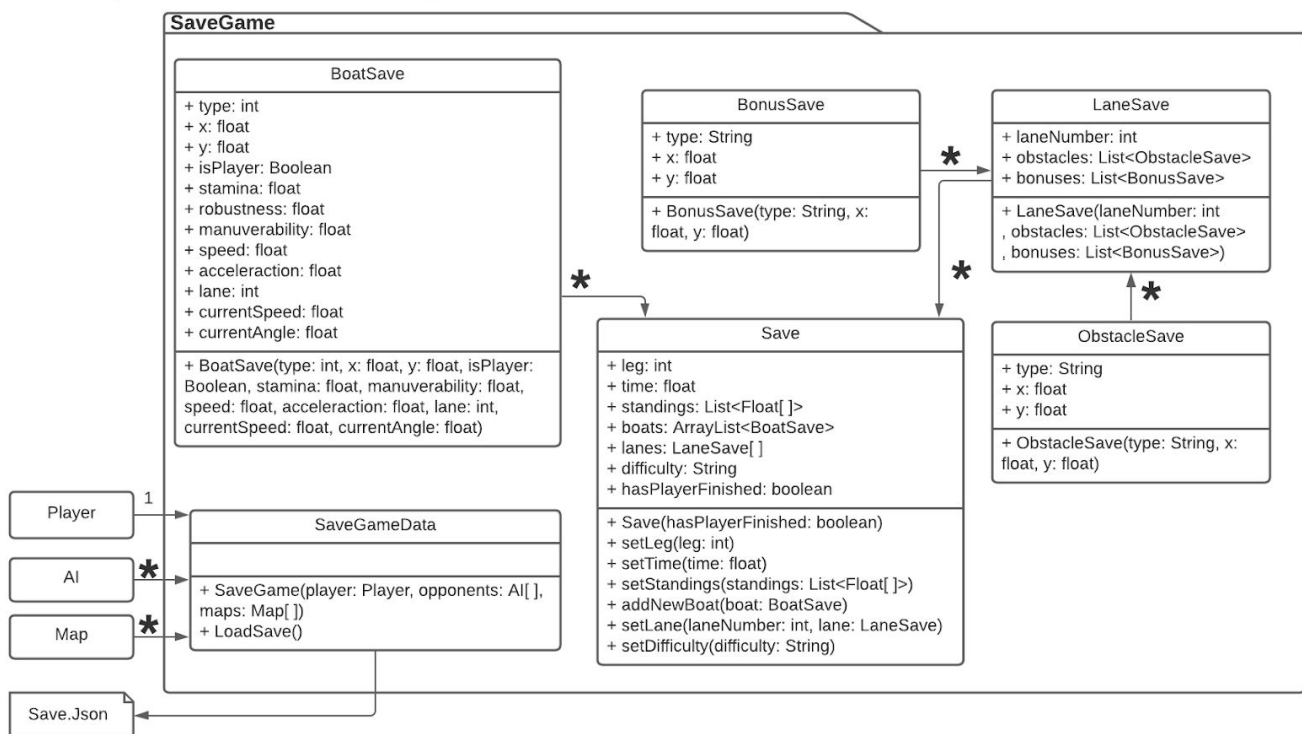 SaveGame
BoatSave
+ type: int
+ x: float
+ y: float
+ isPlayer: Boolean
+ stamina: float
+ robustness: float
+ manuverability: float
+ speed: float
+ acceleraction: float
+ lane: int
+ currentSpeed: float
+ currentAngle: float
+ BoatSave(type: int, x: float, y: float, isPlayer:
Boolean, stamina: float, manuverability: float,
speed: float, acceleraction: float, lane: int,
currentSpeed: float, currentAngle: float)
*
BonusSave
+ type: String
+ x: float
+ y: float
+ BonusSave(type: String, x:
float, y: float)
*
LaneSave
+ laneNumber: int
+ obstacles: List<ObstacleSave>
+ bonuses: List<BonusSave>
+ LaneSave(laneNumber: int
, obstacles: List<ObstacleSave>
, bonuses: List<BonusSave>)
*
*
Save
+ leg: int
+ time: float
+ standings: List<Float[ ]>
+ boats: ArrayList<BoatSave>
+ lanes: LaneSave[ ]
+ difficulty: String
+ hasPlayerFinished: boolean
+ Save(hasPlayerFinished: boolean)
+ setLeg(leg: int)
+ setTime(time: float)
+ setStandings(standings: List<Float[ ]>)
+ addNewBoat(boat: BoatSave)
+ setLane(laneNumber: int, lane: LaneSave)
+ setDifficulty(difficulty: String)
ObstacleSave
+ type: String
+ x: float
+ y: float
+ ObstacleSave(type: String, x:
float, y: float)
Player
1
AI
*
Map
*
SaveGameData
+ SaveGame(player: Player, opponents: AI[ ],
maps: Map[ ])
+ LoadSave()
Save.Json